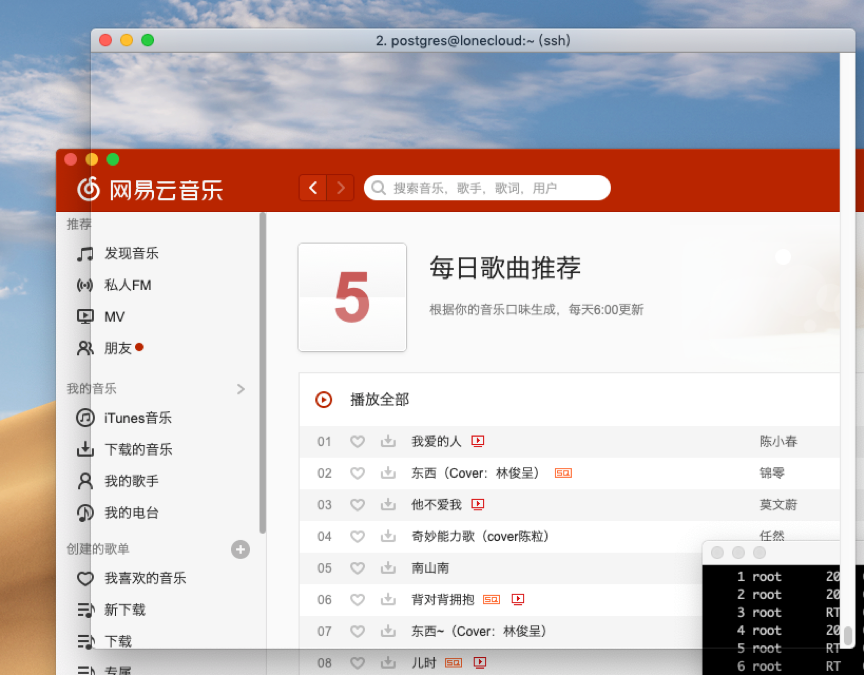 2. postgres@lonecloud:~ (ssh)
网易云音乐
搜索音乐, 歌手, 歌词, 用户
推荐
发现音乐
私人FM
MV
朋友
我的音乐
iTunes音乐
下载的音乐
我的歌手
我的电台
创建的歌单
我喜欢的音乐
新下载
下载
专属
5
每日歌曲推荐
根据你的音乐口味生成, 每天6:00更新
播放全部
01 我爱的人 陈小春
02 东西（Cover：林俊呈） SQ 锦零
03 他不爱我 莫文蔚
04 奇妙能力歌（cover陈粒） 任然
05 南山南
06 背对背拥抱 SQ
07 东西~（Cover：林俊呈）
08 儿时 SQ
1 root 20
2 root 20
3 root RT
4 root 20
5 root RT
6 root RT